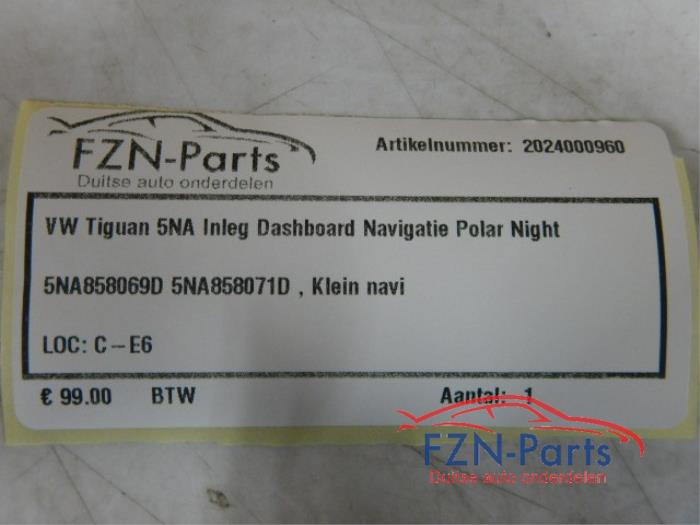 FZN-Parts
Duitse auto onderdelen
Artikelnummer: 2024000960
VW Tiguan 5NA Inleg Dashboard Navigatie Polar Night
5NA858069D 5NA858071D , Klein navi
LOC: C-E6
€ 99.00 BTW Aantal: 1
FZN-Parts
Duitse auto onderdelen